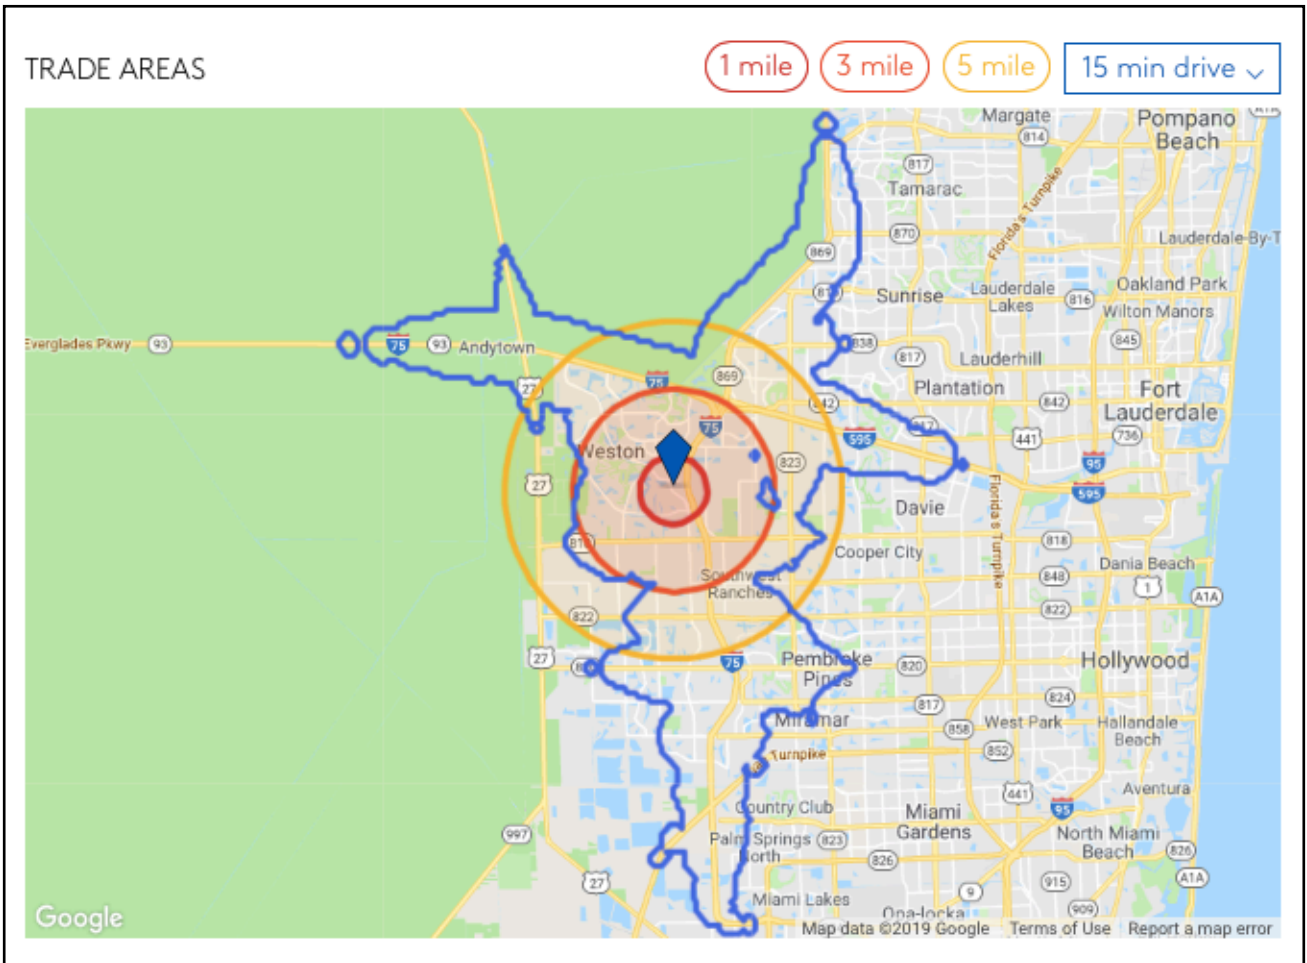 TRADE AREAS
1 mile
3 mile
5 mile
15 min drive
Margate
Pompano
Beach
814
817
Tamarac
Florida's Turnpike
870
869
Lauderdale-By-T
Sunrise
Lauderdale
Lakes
816
Oakland Park
Wilton Manors
Everglades Pkwy
93
75
93
Andytown
838
817
Lauderhill
845
27
75
869
Plantation
842
842
Fort
Lauderdale
75
595
441
736
Weston
823
95
595
27
Davie
Florida's Turnpike
818
Cooper City
818
Dania Beach
Southwest
Ranches
848
1
A1A
822
822
27
75
Pembroke
Pines
820
Hollywood
824
817
Miramar
858
West Park
Hallandale
Beach
852
Turnpike
441
Aventura
Country Club
Miami
Gardens
95
997
Palm Springs
North
823
826
North Miami
Beach
826
27
9
915
A1A
Miami Lakes
Opa-locka
909
Google
Map data ©2019 Google
Terms of Use
Report a map error